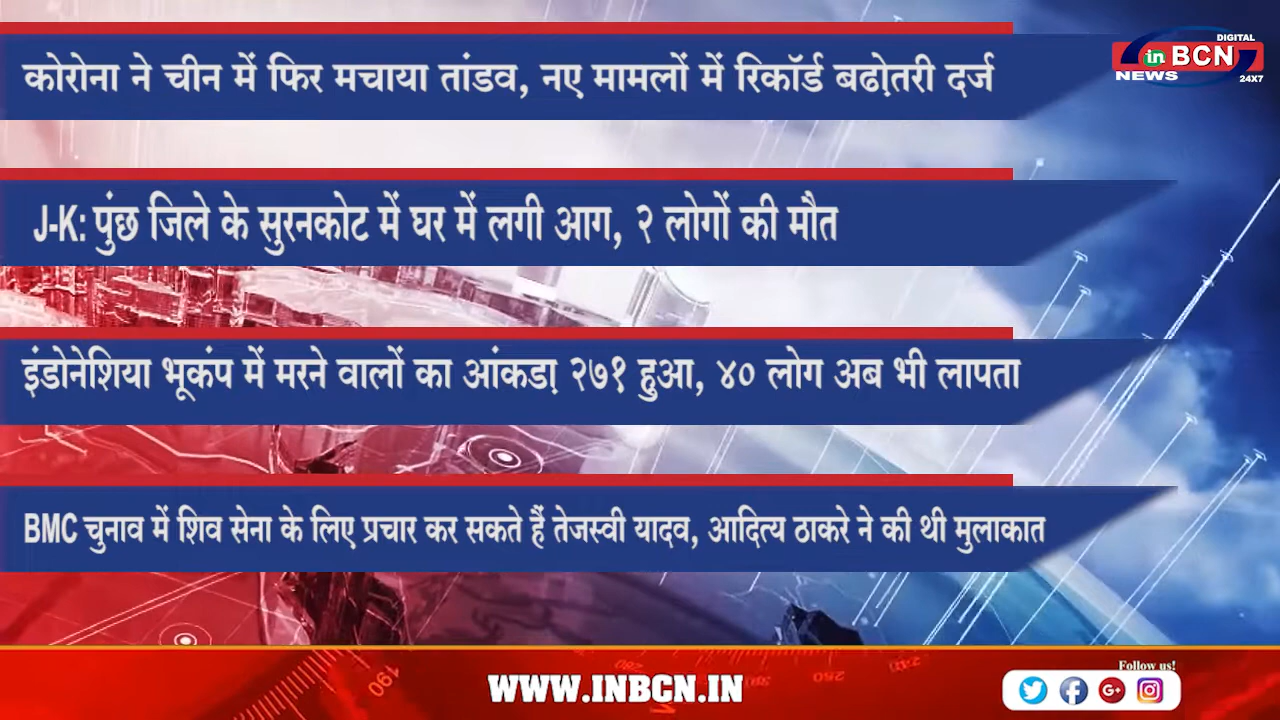 DIGITAL
in BCN
NEWS 24X7
कोरोना ने चीन में फिर मचाया तांडव, नए मामलों में रिकॉर्ड बढो़तरी दर्ज
J-K: पुंछ जिले के सुरनकोट में घर में लगी आग, २ लोगों की मौत
इंडोनेशिया भूकंप में मरने वालों का आंकडा़ २७१ हुआ, ४० लोग अब भी लापता
BMC चुनाव में शिव सेना के लिए प्रचार कर सकते हैं तेजस्वी यादव, आदित्य ठाकरे ने की थी मुलाकात
190
WWW.INBCN.IN
Follow us!